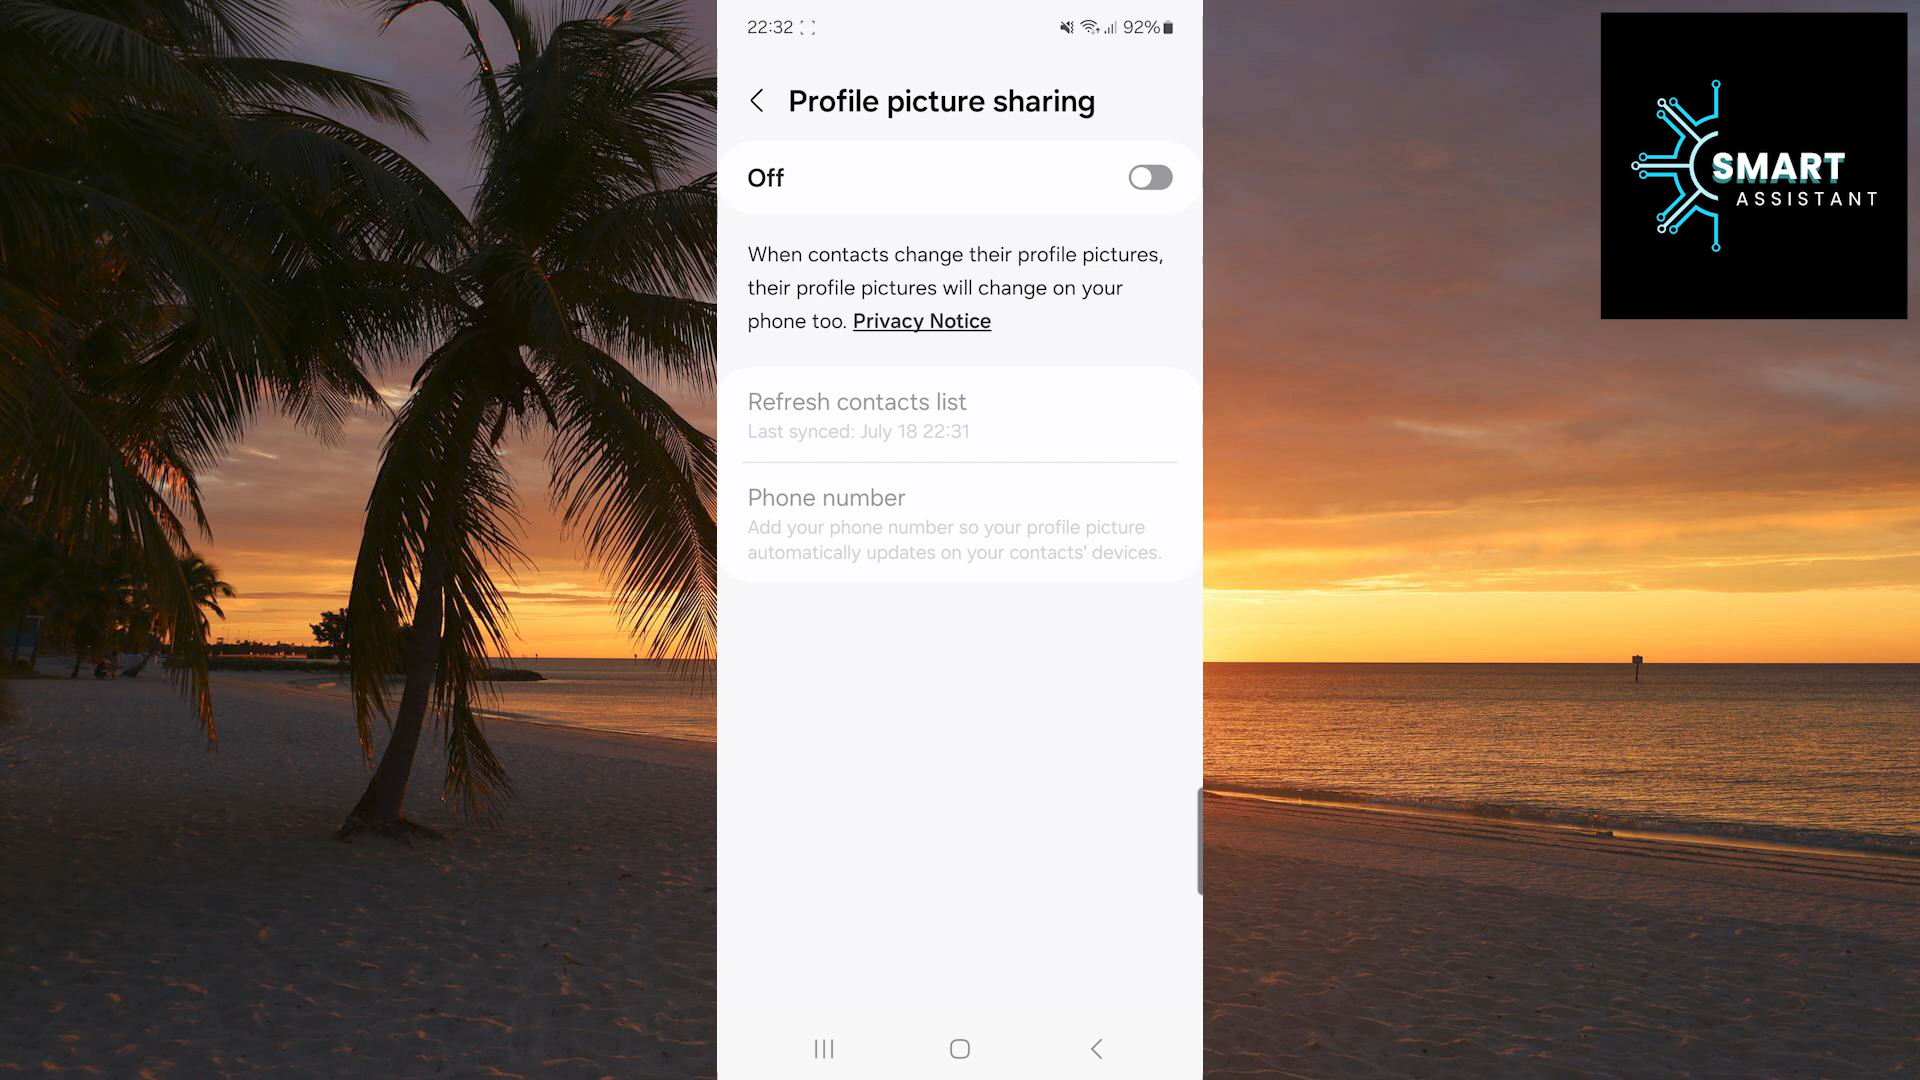 22:32
92%
Profile picture sharing
Off
When contacts change their profile pictures,
their profile pictures will change on your
phone too. Privacy Notice
Refresh contacts list
Last synced: July 18 22:31
Phone number
Add your phone number so your profile picture
automatically updates on your contacts' devices.
SMART
ASSISTANT